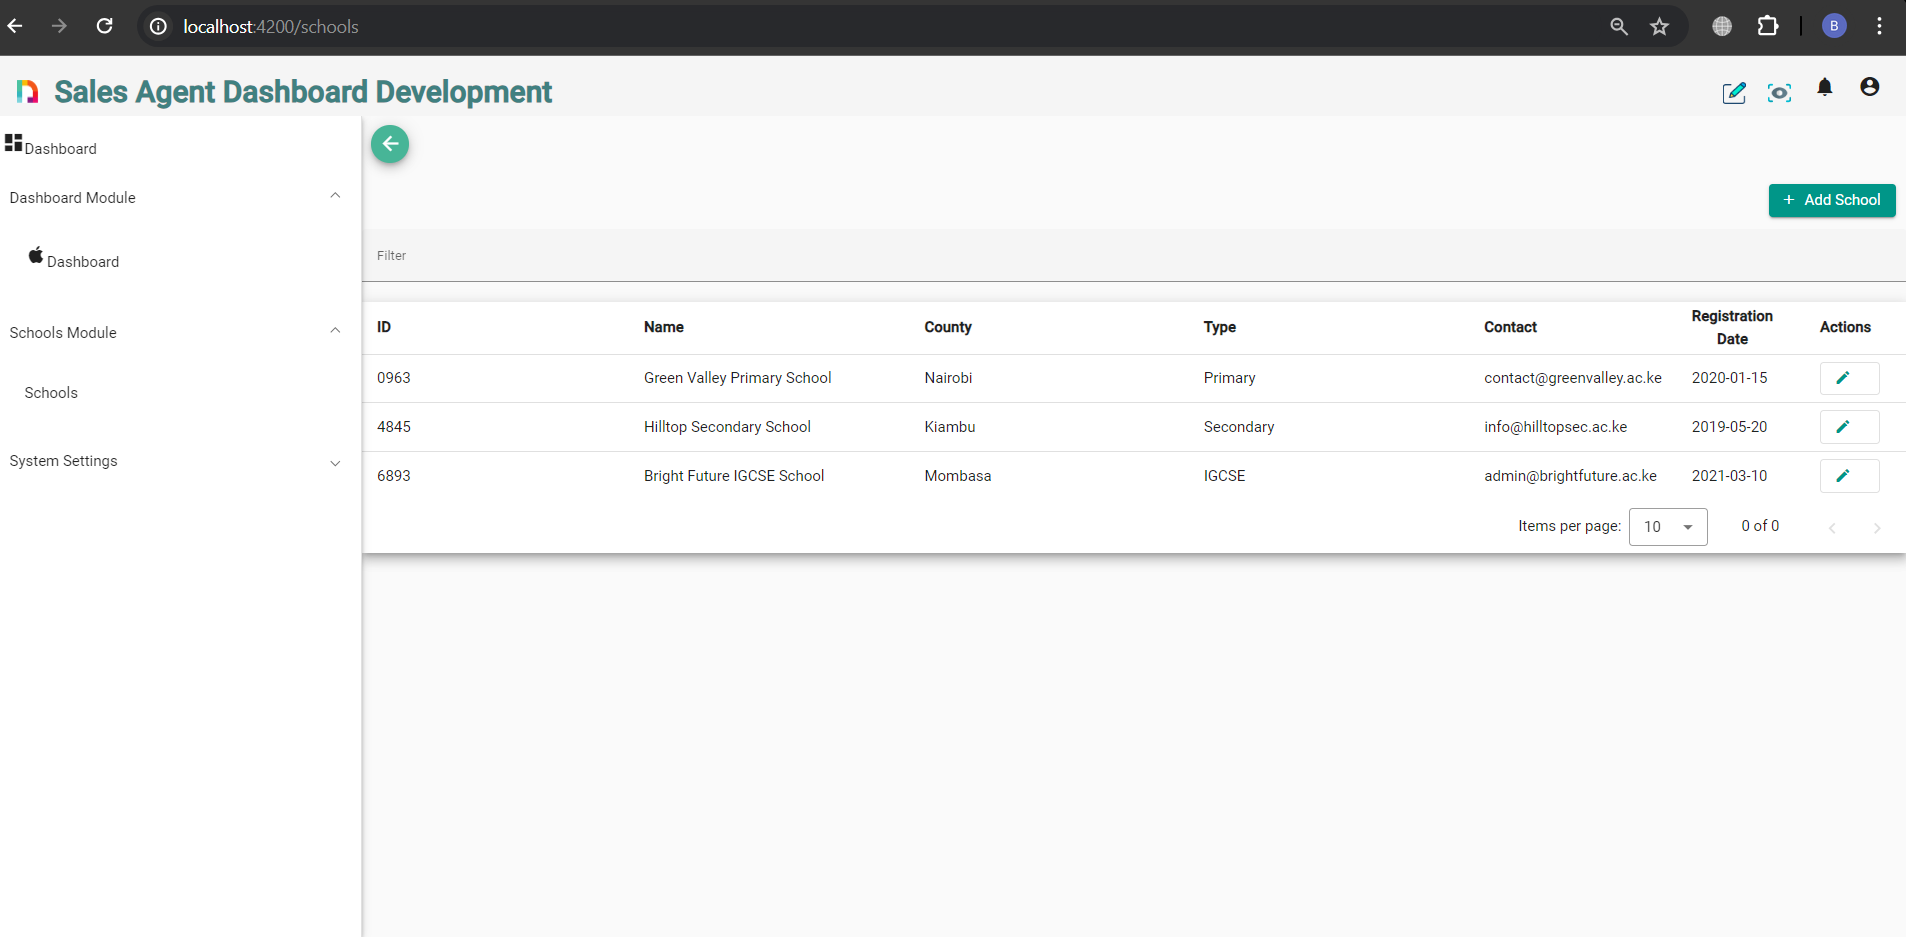 localhost:4200/schools
B
Sales Agent Dashboard Development
Dashboard
Dashboard Module
Dashboard
Schools Module
Schools
System Settings
+ Add School
Filter
ID Name County Type Contact Registration Date Actions
0963 Green Valley Primary School Nairobi Primary contact@greenvalley.ac.ke 2020-01-15
4845 Hilltop Secondary School Kiambu Secondary info@hilltopsec.ac.ke 2019-05-20
6893 Bright Future IGCSE School Mombasa IGCSE admin@brightfuture.ac.ke 2021-03-10
Items per page: 10 0 of 0